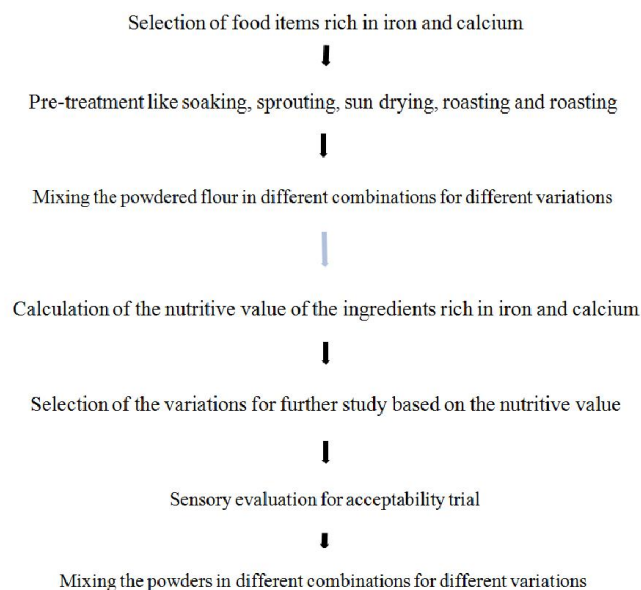 Selection of food items rich in iron and calcium
Pre-treatment like soaking, sprouting, sun drying, roasting and roasting
Mixing the powdered flour in different combinations for different variations
Calculation of the nutritive value of the ingredients rich in iron and calcium
Selection of the variations for further study based on the nutritive value
Sensory evaluation for acceptability trial
Mixing the powders in different combinations for different variations